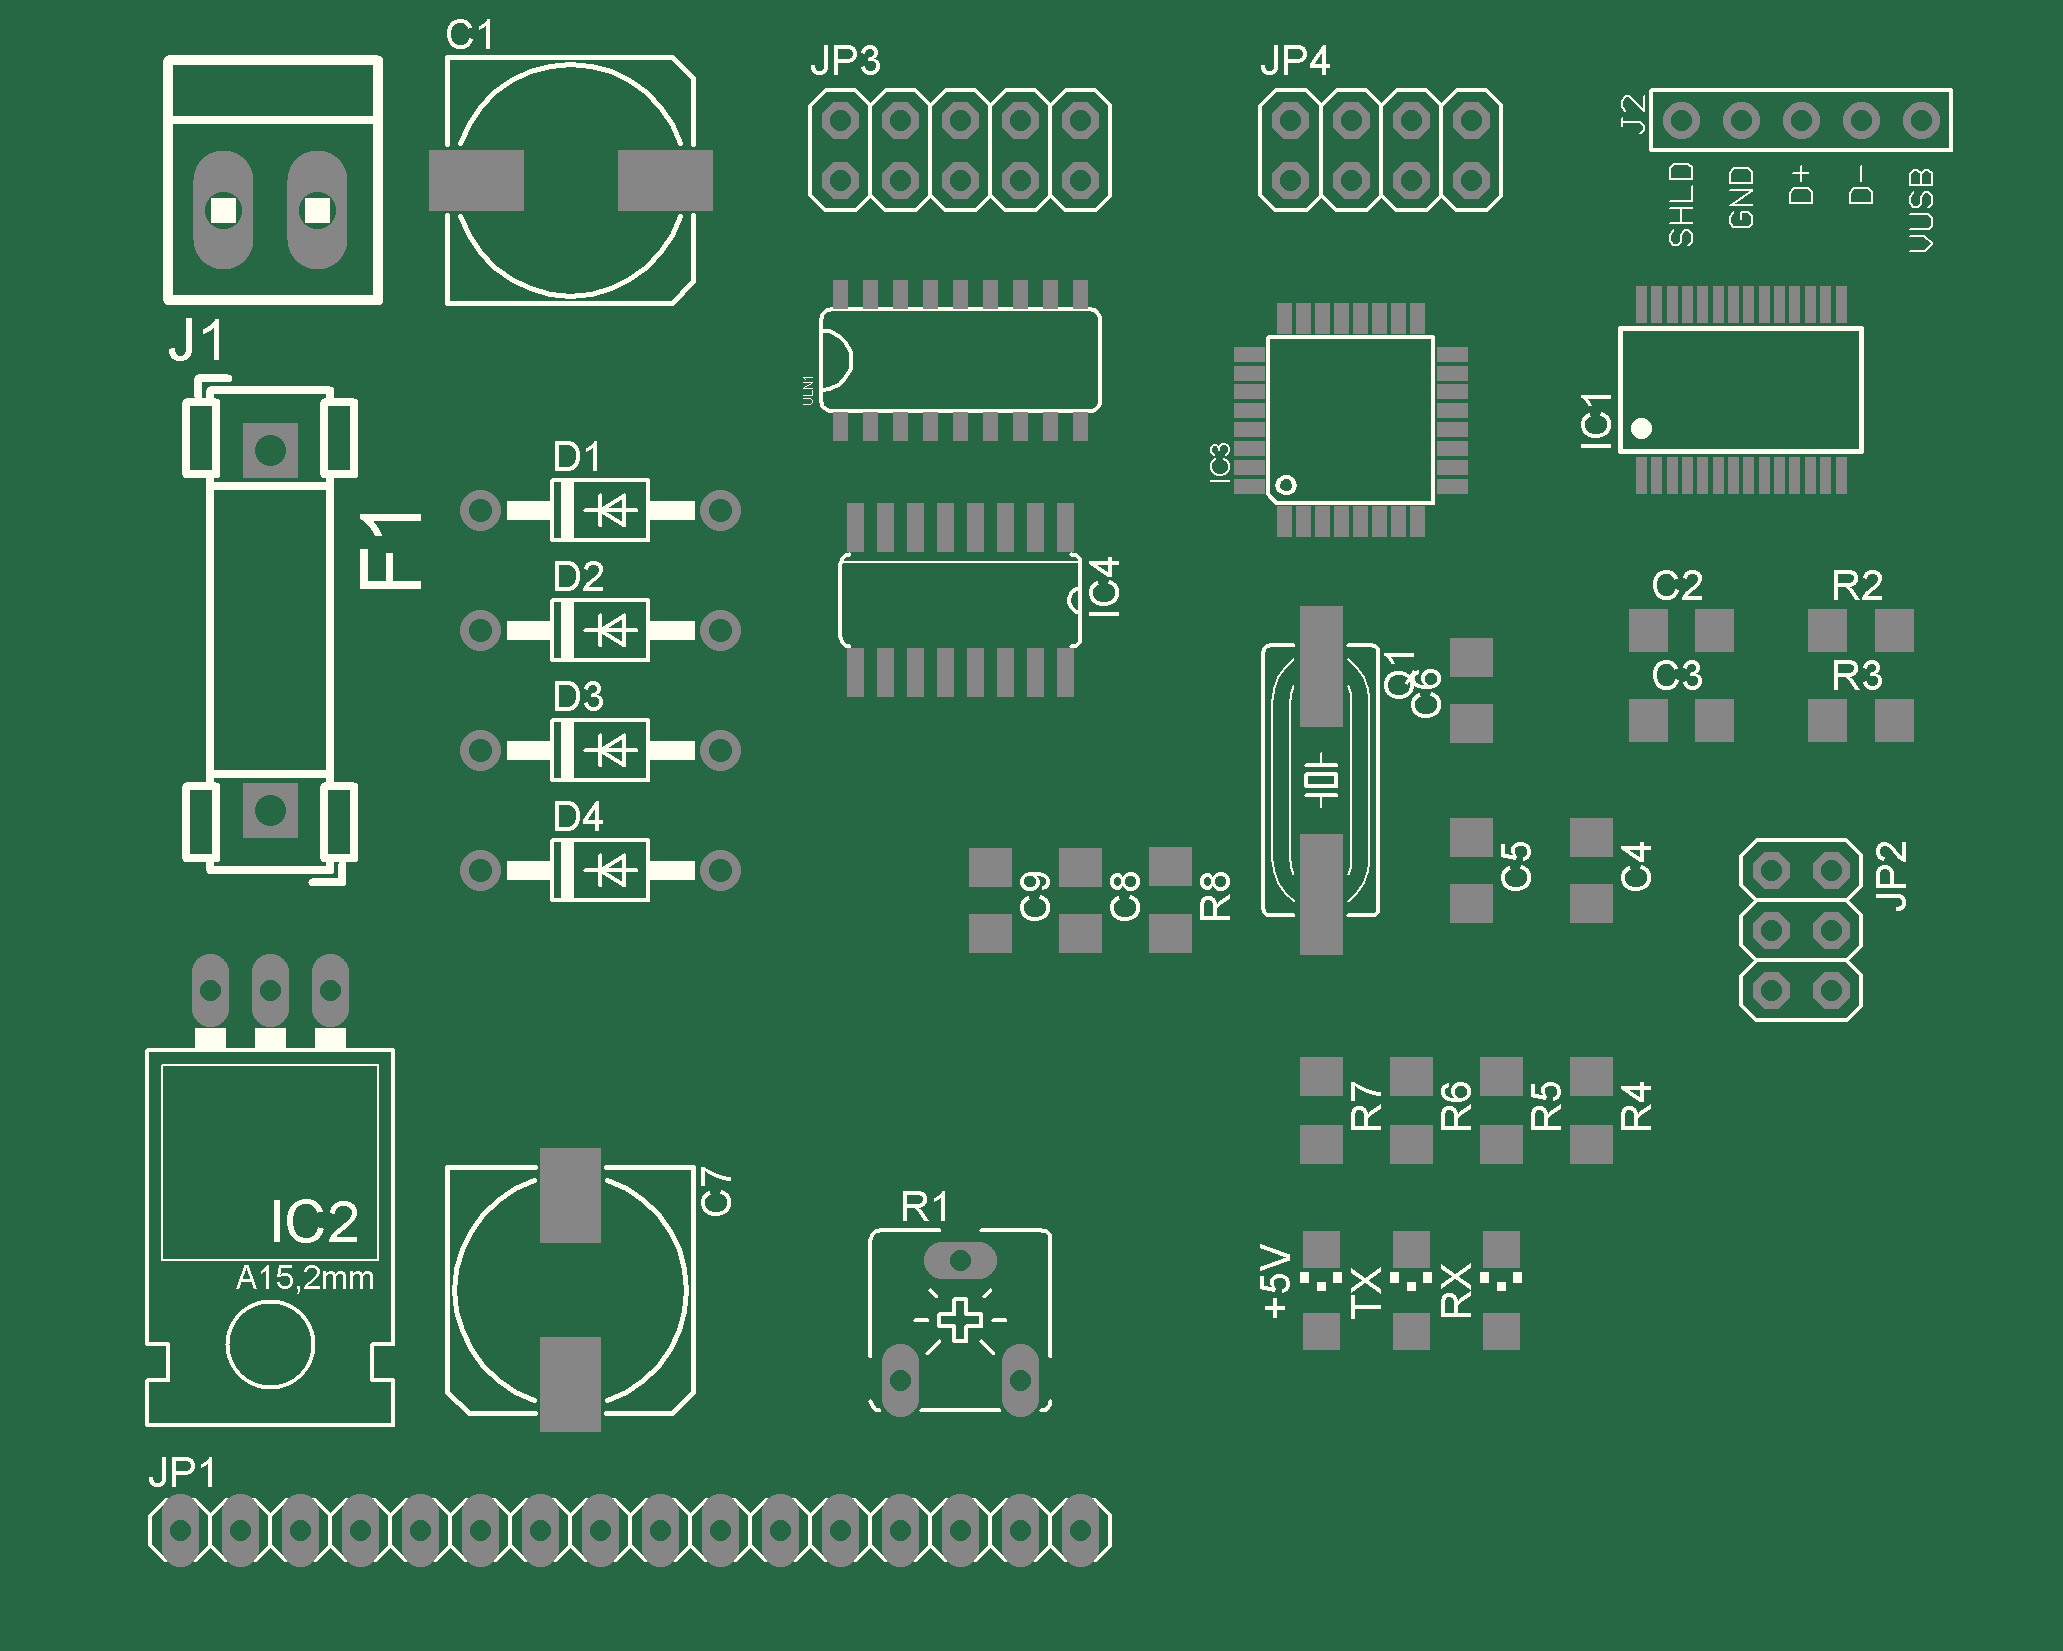 C1
JP3
JP4
J2
SHLD
GND
D+
D-
VUSB
J1
ULN1
IC3
IC1
D1
F1
D2
IC4
C2
R2
Q1
C6
C3
R3
D3
D4
C9
C8
R8
C5
C4
JP2
R7
R6
R5
R4
IC2
A15,2mm
C7
R1
+5V
TX
RX
JP1